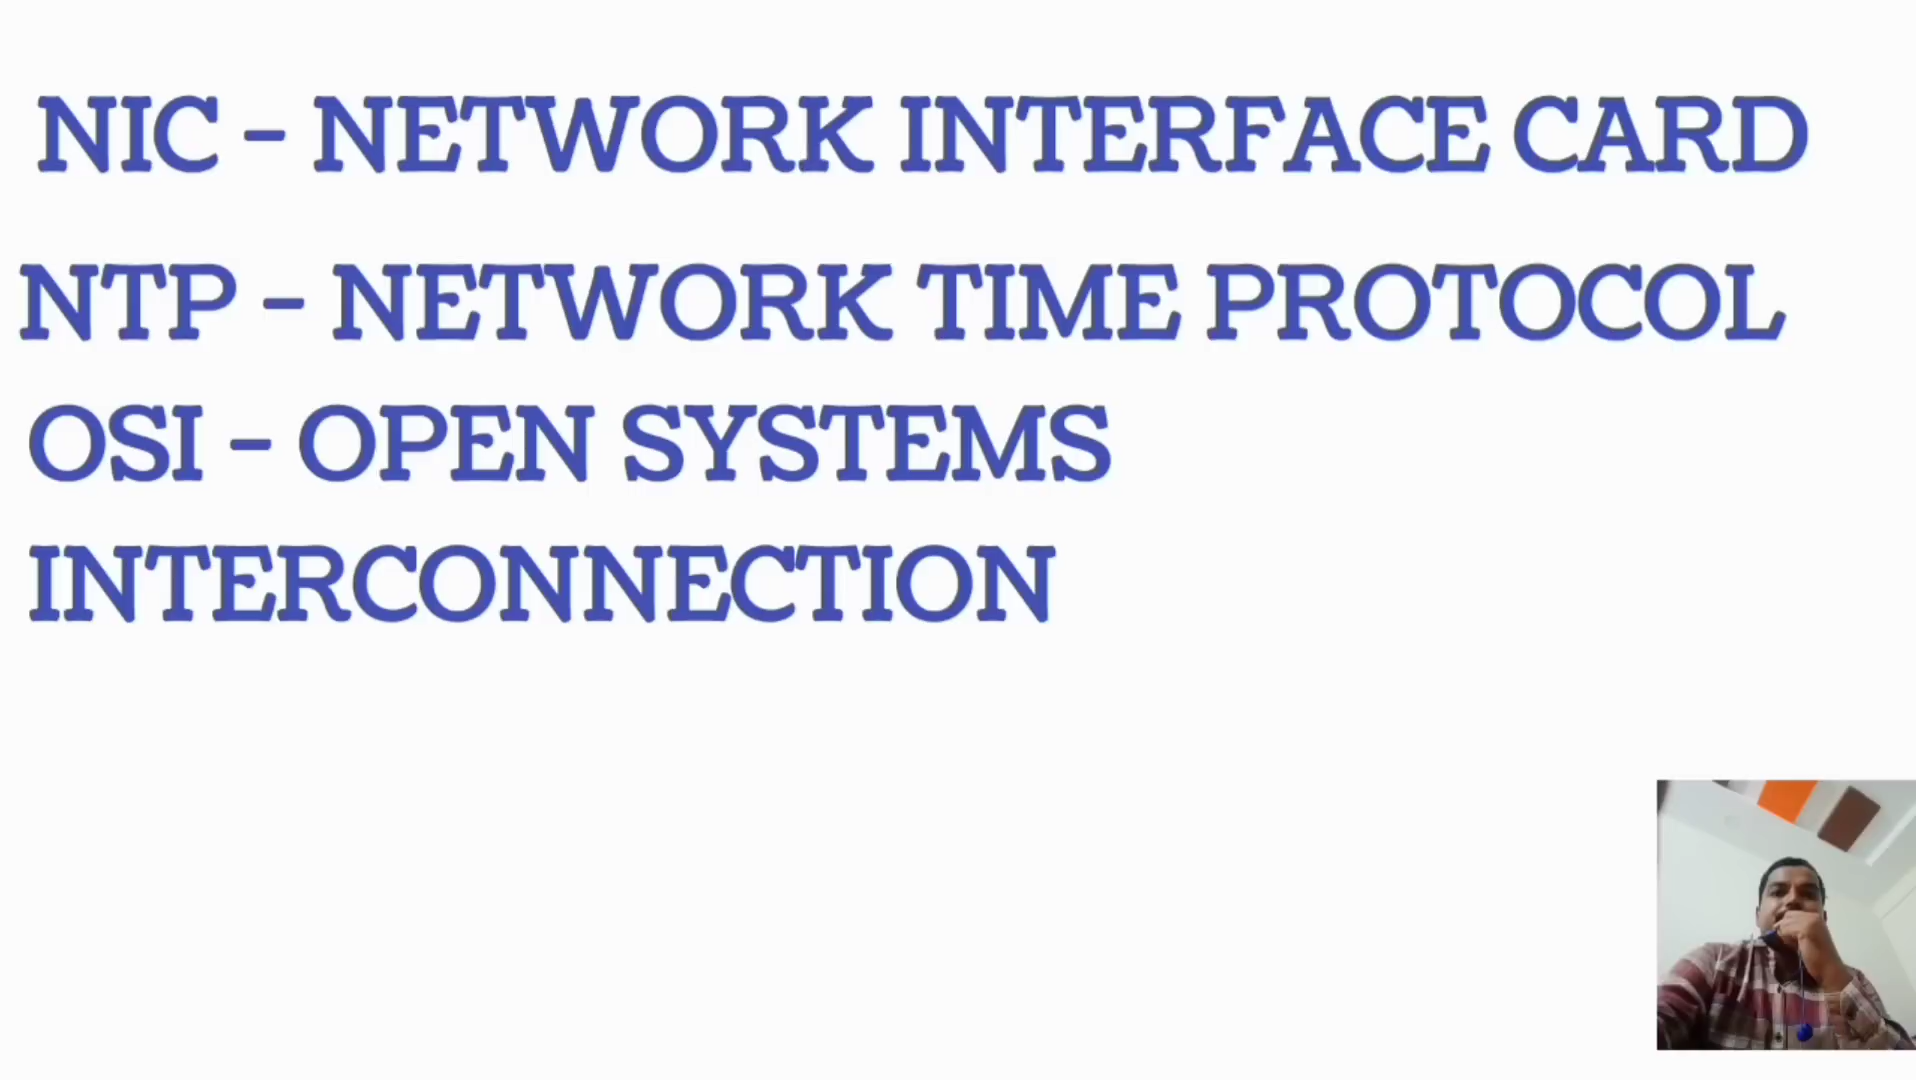 NIC - NETWORK INTERFACE CARD
NTP - NETWORK TIME PROTOCOL
OSI - OPEN SYSTEMS
INTERCONNECTION